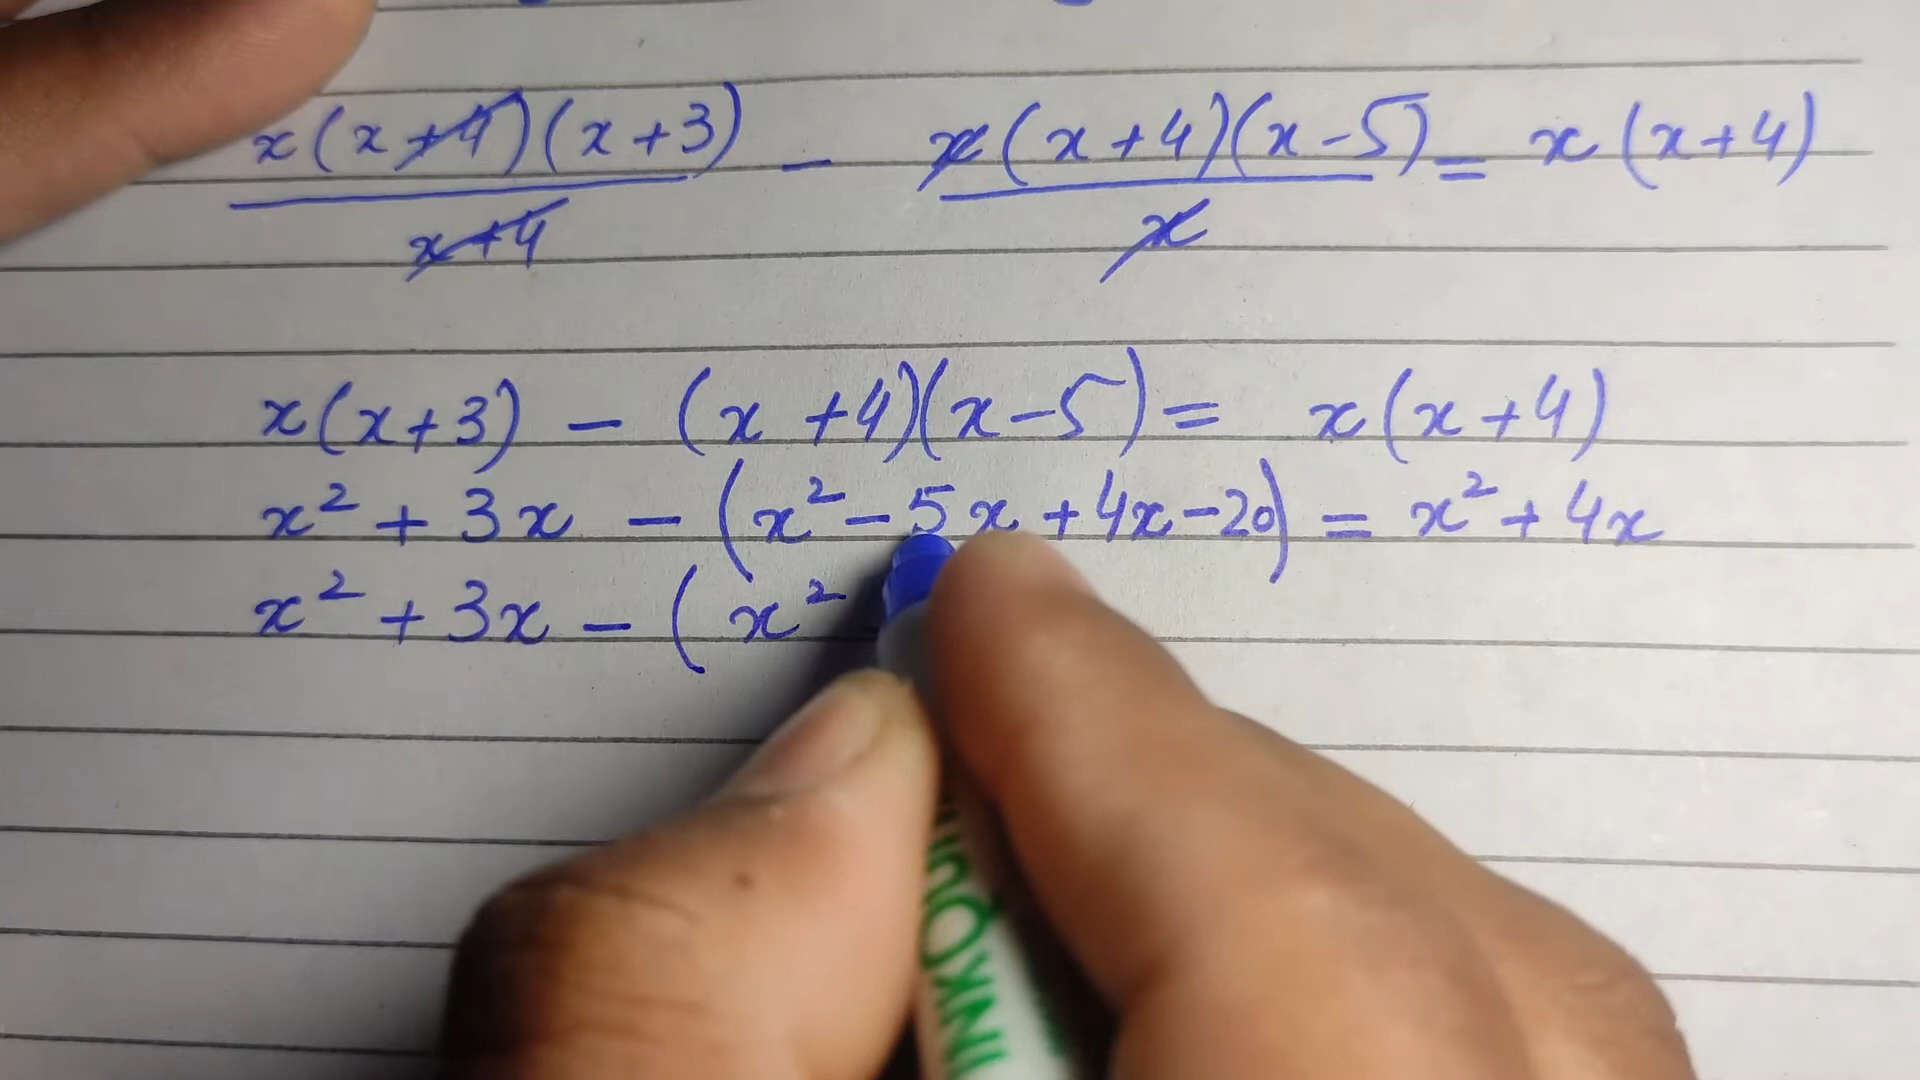 x(x+4)(x+3)/x+4 - x(x+4)(x-5)/x = x(x+4)
x(x+3) - (x+4)(x-5) = x(x+4)
x² + 3x - (x² - 5x + 4x - 20) = x² + 4x
x² + 3x - (x²